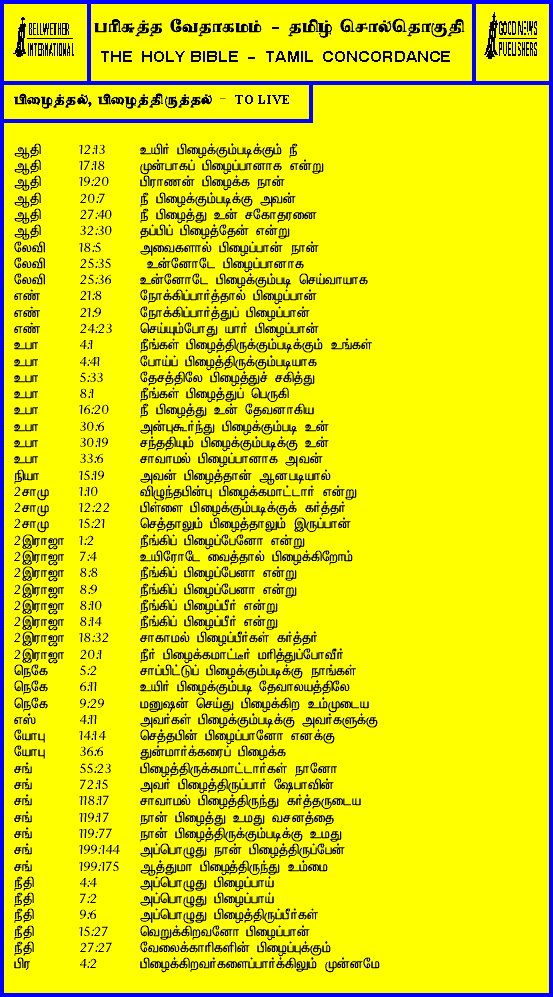 BELLWETHER
INTERNATIONAL
பரிசுத்த வேதாகமம் - தமிழ் சொல்தொகுதி
THE HOLY BIBLE - TAMIL CONCORDANCE
GOOD NEWS
PUBLISHERS
பிழைத்தல், பிழைத்திருத்தல் - TO LIVE
ஆதி 12:13 உயிர் பிழைக்கும்படிக்கும் நீ
ஆதி 17:18 முன்பாகப் பிழைப்பானாக என்று
ஆதி 19:20 பிராணன் பிழைக்க நான்
ஆதி 20:7 நீ பிழைக்கும்படிக்கு அவன்
ஆதி 27:40 நீ பிழைத்து உன் சகோதரனை
ஆதி 32:30 தப்பிப் பிழைத்தேன் என்று
லேவி 18:5 அவைகளால் பிழைப்பான் நான்
லேவி 25:35 உன்னோடே பிழைப்பானாக
லேவி 25:36 உன்னோடே பிழைக்கும்படி செய்வாயாக
எண் 21:8 நோக்கிப்பார்த்தால் பிழைப்பான்
எண் 21:9 நோக்கிப்பார்த்துப் பிழைப்பான்
எண் 24:23 செய்யும்போது யார் பிழைப்பான்
உபா 4:1 நீங்கள் பிழைத்திருக்கும்படிக்கும் உங்கள்
உபா 4:41 போய்ப் பிழைத்திருக்கும்படியாக
உபா 5:33 தேசத்திலே பிழைத்துச் சகித்து
உபா 8:1 நீங்கள் பிழைத்துப் பெருகி
உபா 16:20 நீ பிழைத்து உன் தேவனாகிய
உபா 30:6 அன்புகூர்ந்து பிழைக்கும்படி உன்
உபா 30:19 சந்ததியும் பிழைக்கும்படிக்கு உன்
உபா 33:6 சாவாமல் பிழைப்பானாக அவன்
நியா 15:19 அவன் பிழைத்தான் ஆனபடியால்
2சாமு 1:10 விழுந்தபின்பு பிழைக்கமாட்டார் என்று
2சாமு 12:22 பிள்ளை பிழைக்கும்படிக்குக் கர்த்தர்
2சாமு 15:21 செத்தாலும் பிழைத்தாலும் இருப்பான்
2இராஜா 1:2 நீங்கிப் பிழைப்பேனோ என்று
2இராஜா 7:4 உயிரோடே வைத்தால் பிழைக்கிறோம்
2இராஜா 8:8 நீங்கிப் பிழைப்பேனா என்று
2இராஜா 8:9 நீங்கிப் பிழைப்பேனா என்று
2இராஜா 8:10 நீங்கிப் பிழைப்பீர் என்று
2இராஜா 8:14 நீங்கிப் பிழைப்பீர் என்று
2இராஜா 18:32 சாகாமல் பிழைப்பீர்கள் கர்த்தர்
2இராஜா 20:1 நீர் பிழைக்கமாட்டீர் மரித்துப்போவீர்
நெகே 5:2 சாப்பிட்டுப் பிழைக்கும்படிக்கு நாங்கள்
நெகே 6:11 உயிர் பிழைக்கும்படி தேவாலயத்திலே
நெகே 9:29 மனுஷன் செய்து பிழைக்கிற உம்முடைய
எஸ் 4:11 அவர்கள் பிழைக்கும்படிக்கு அவர்களுக்கு
யோபு 14:14 செத்தபின் பிழைப்பானோ எனக்கு
யோபு 36:6 துன்மார்க்கரைப் பிழைக்க
சங் 55:23 பிழைத்திருக்கமாட்டார்கள் நானோ
சங் 72:15 அவர் பிழைத்திருப்பார் ஷேபாவின்
சங் 118:17 சாவாமல் பிழைத்திருந்து கர்த்தருடைய
சங் 119:17 நான் பிழைத்து உமது வசனத்தை
சங் 119:77 நான் பிழைத்திருக்கும்படிக்கு உமது
சங் 199:144 அப்பொழுது நான் பிழைத்திருப்பேன்
சங் 199:175 ஆத்துமா பிழைத்திருந்து உம்மை
நீதி 4:4 அப்பொழுது பிழைப்பாய்
நீதி 7:2 அப்பொழுது பிழைப்பாய்
நீதி 9:6 அப்பொழுது பிழைத்திருப்பீர்கள்
நீதி 15:27 வெறுக்கிறவனோ பிழைப்பான்
நீதி 27:27 வேலைக்காரிகளின் பிழைப்புக்கும்
பிர 4:2 பிழைக்கிறவர்களைப்பார்க்கிலும் முன்னமே